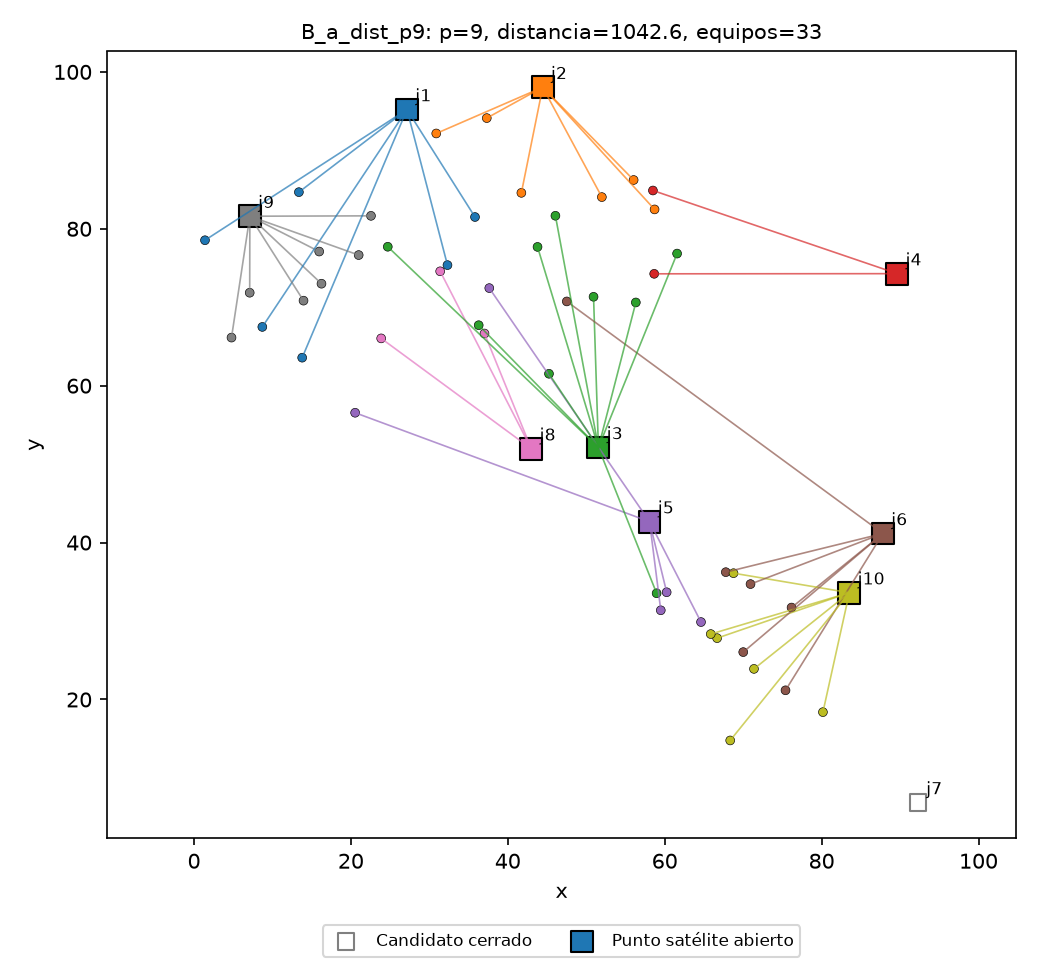 B_a_dist_p9: p=9, distancia=1042.6, equipos=33
100
80
60
40
20
y
j1
j2
j9
j4
j3
j8
j5
j6
j10
j7
0
20
40
60
80
100
x
Candidato cerrado
Punto satélite abierto